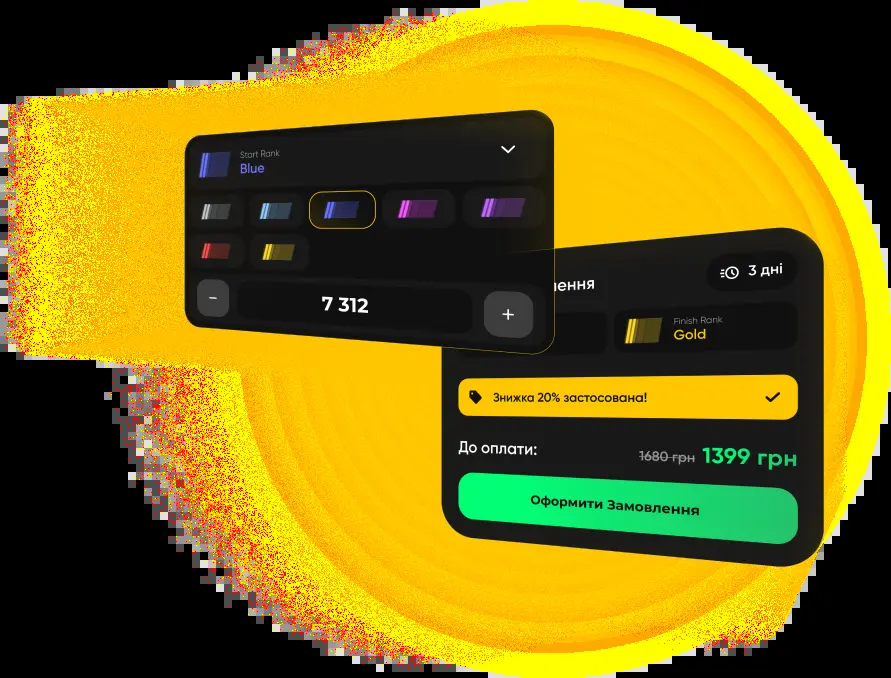 Start Rank
Blue
−
7 312
+
лення
3 дні
Finish Rank
Gold
Знижка 20% застосована!
До оплати:
1680 грн 1399 грн
Оформити Замовлення